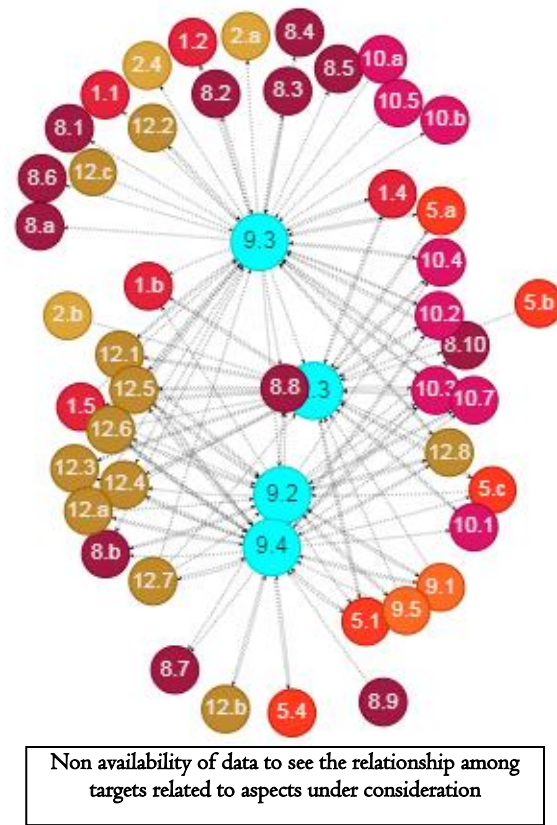 8.4
1.2
2.a
2.4
8.5
10.a
1.1
8.2
8.3
10.5
10.b
8.1
12.2
8.6
12.c
8.a
1.4
5.a
9.3
10.4
1.b
2.b
10.2
5.b
12.1
8.10
12.5
8.8
.3
10.3
10.7
1.5
12.6
12.3
12.4
12.8
9.2
5.c
12.a
10.1
8.b
9.4
12.7
9.1
9.5
5.1
8.7
12.b
5.4
8.9
Non availability of data to see the relationship among
targets related to aspects under consideration